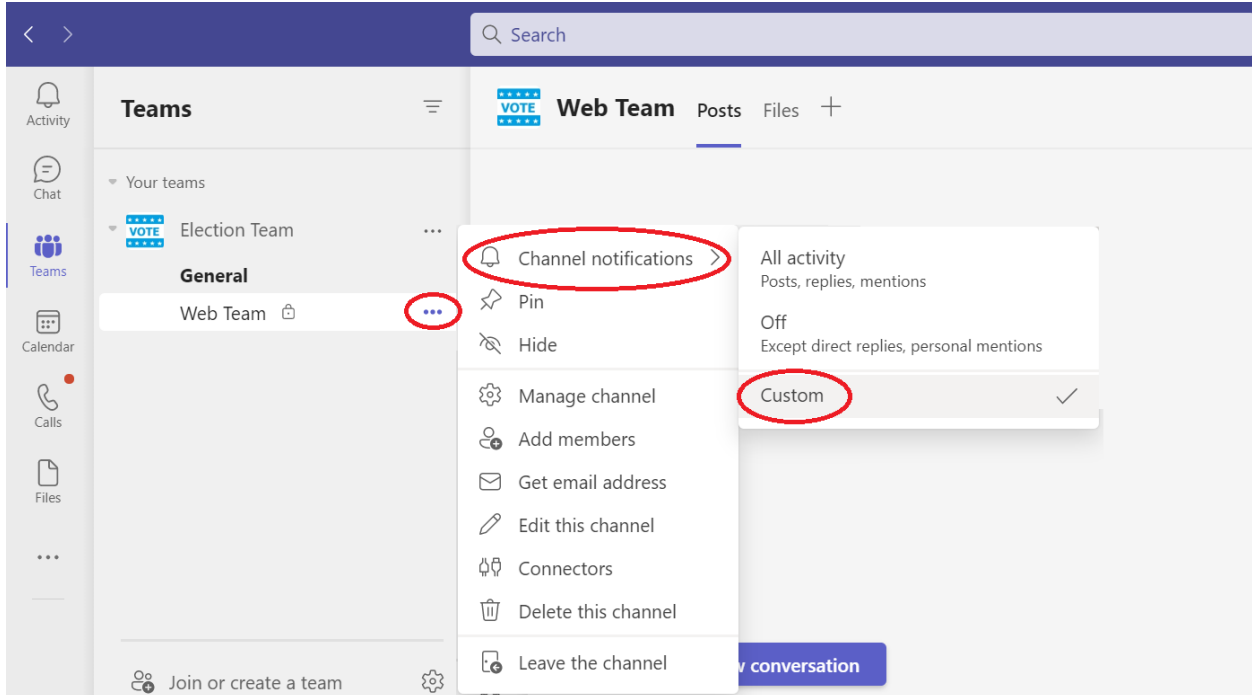 Search
Activity
Chat
Teams
Calendar
Calls
Files
Teams
Your teams
VOTE
Election Team
General
Web Team
Join or create a team
VOTE
Web Team
Posts
Files
Channel notifications
Pin
Hide
Manage channel
Add members
Get email address
Edit this channel
Connectors
Delete this channel
Leave the channel
All activity
Posts, replies, mentions
Off
Except direct replies, personal mentions
Custom
conversation